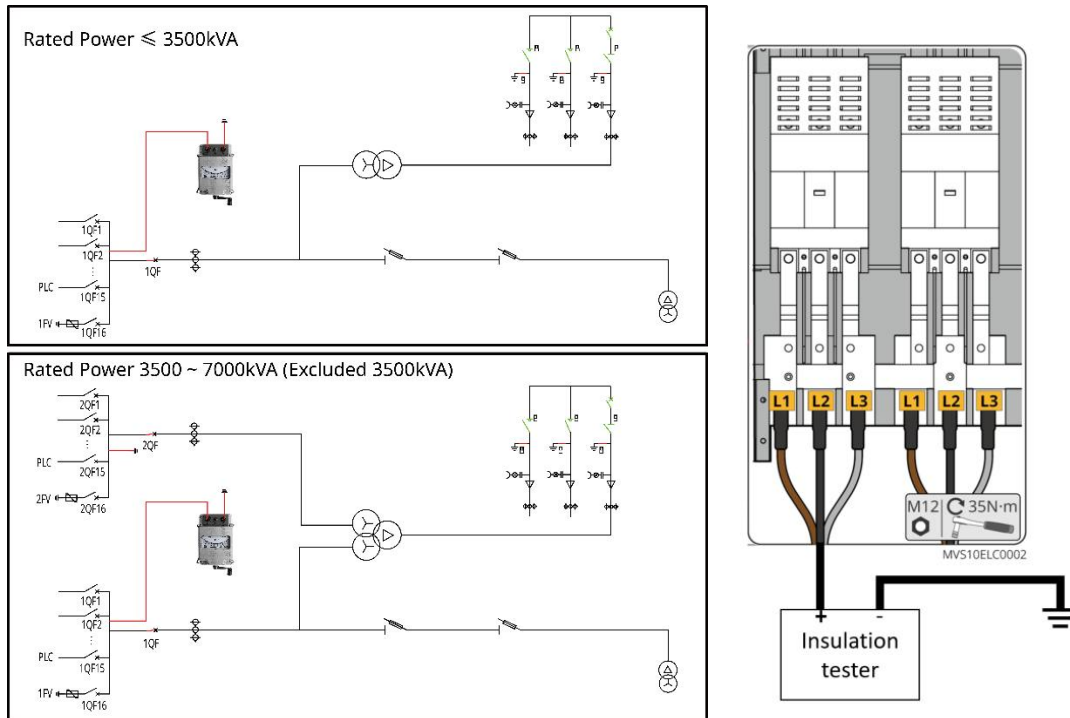 Rated Power ≤ 3500kVA
1QF1
1QF2
1QF
PLC
1QF15
1FV
1QF16
Rated Power 3500 ~ 7000kVA (Excluded 3500kVA)
2QF1
2QF2
2QF
PLC
2QF15
2FV
2QF16
1QF1
1QF2
1QF
PLC
1QF15
1FV
1QF16
L1 L2 L3 L1 L2 L3
M12 35N·m
MVS10ELC0002
+ -
Insulation
tester